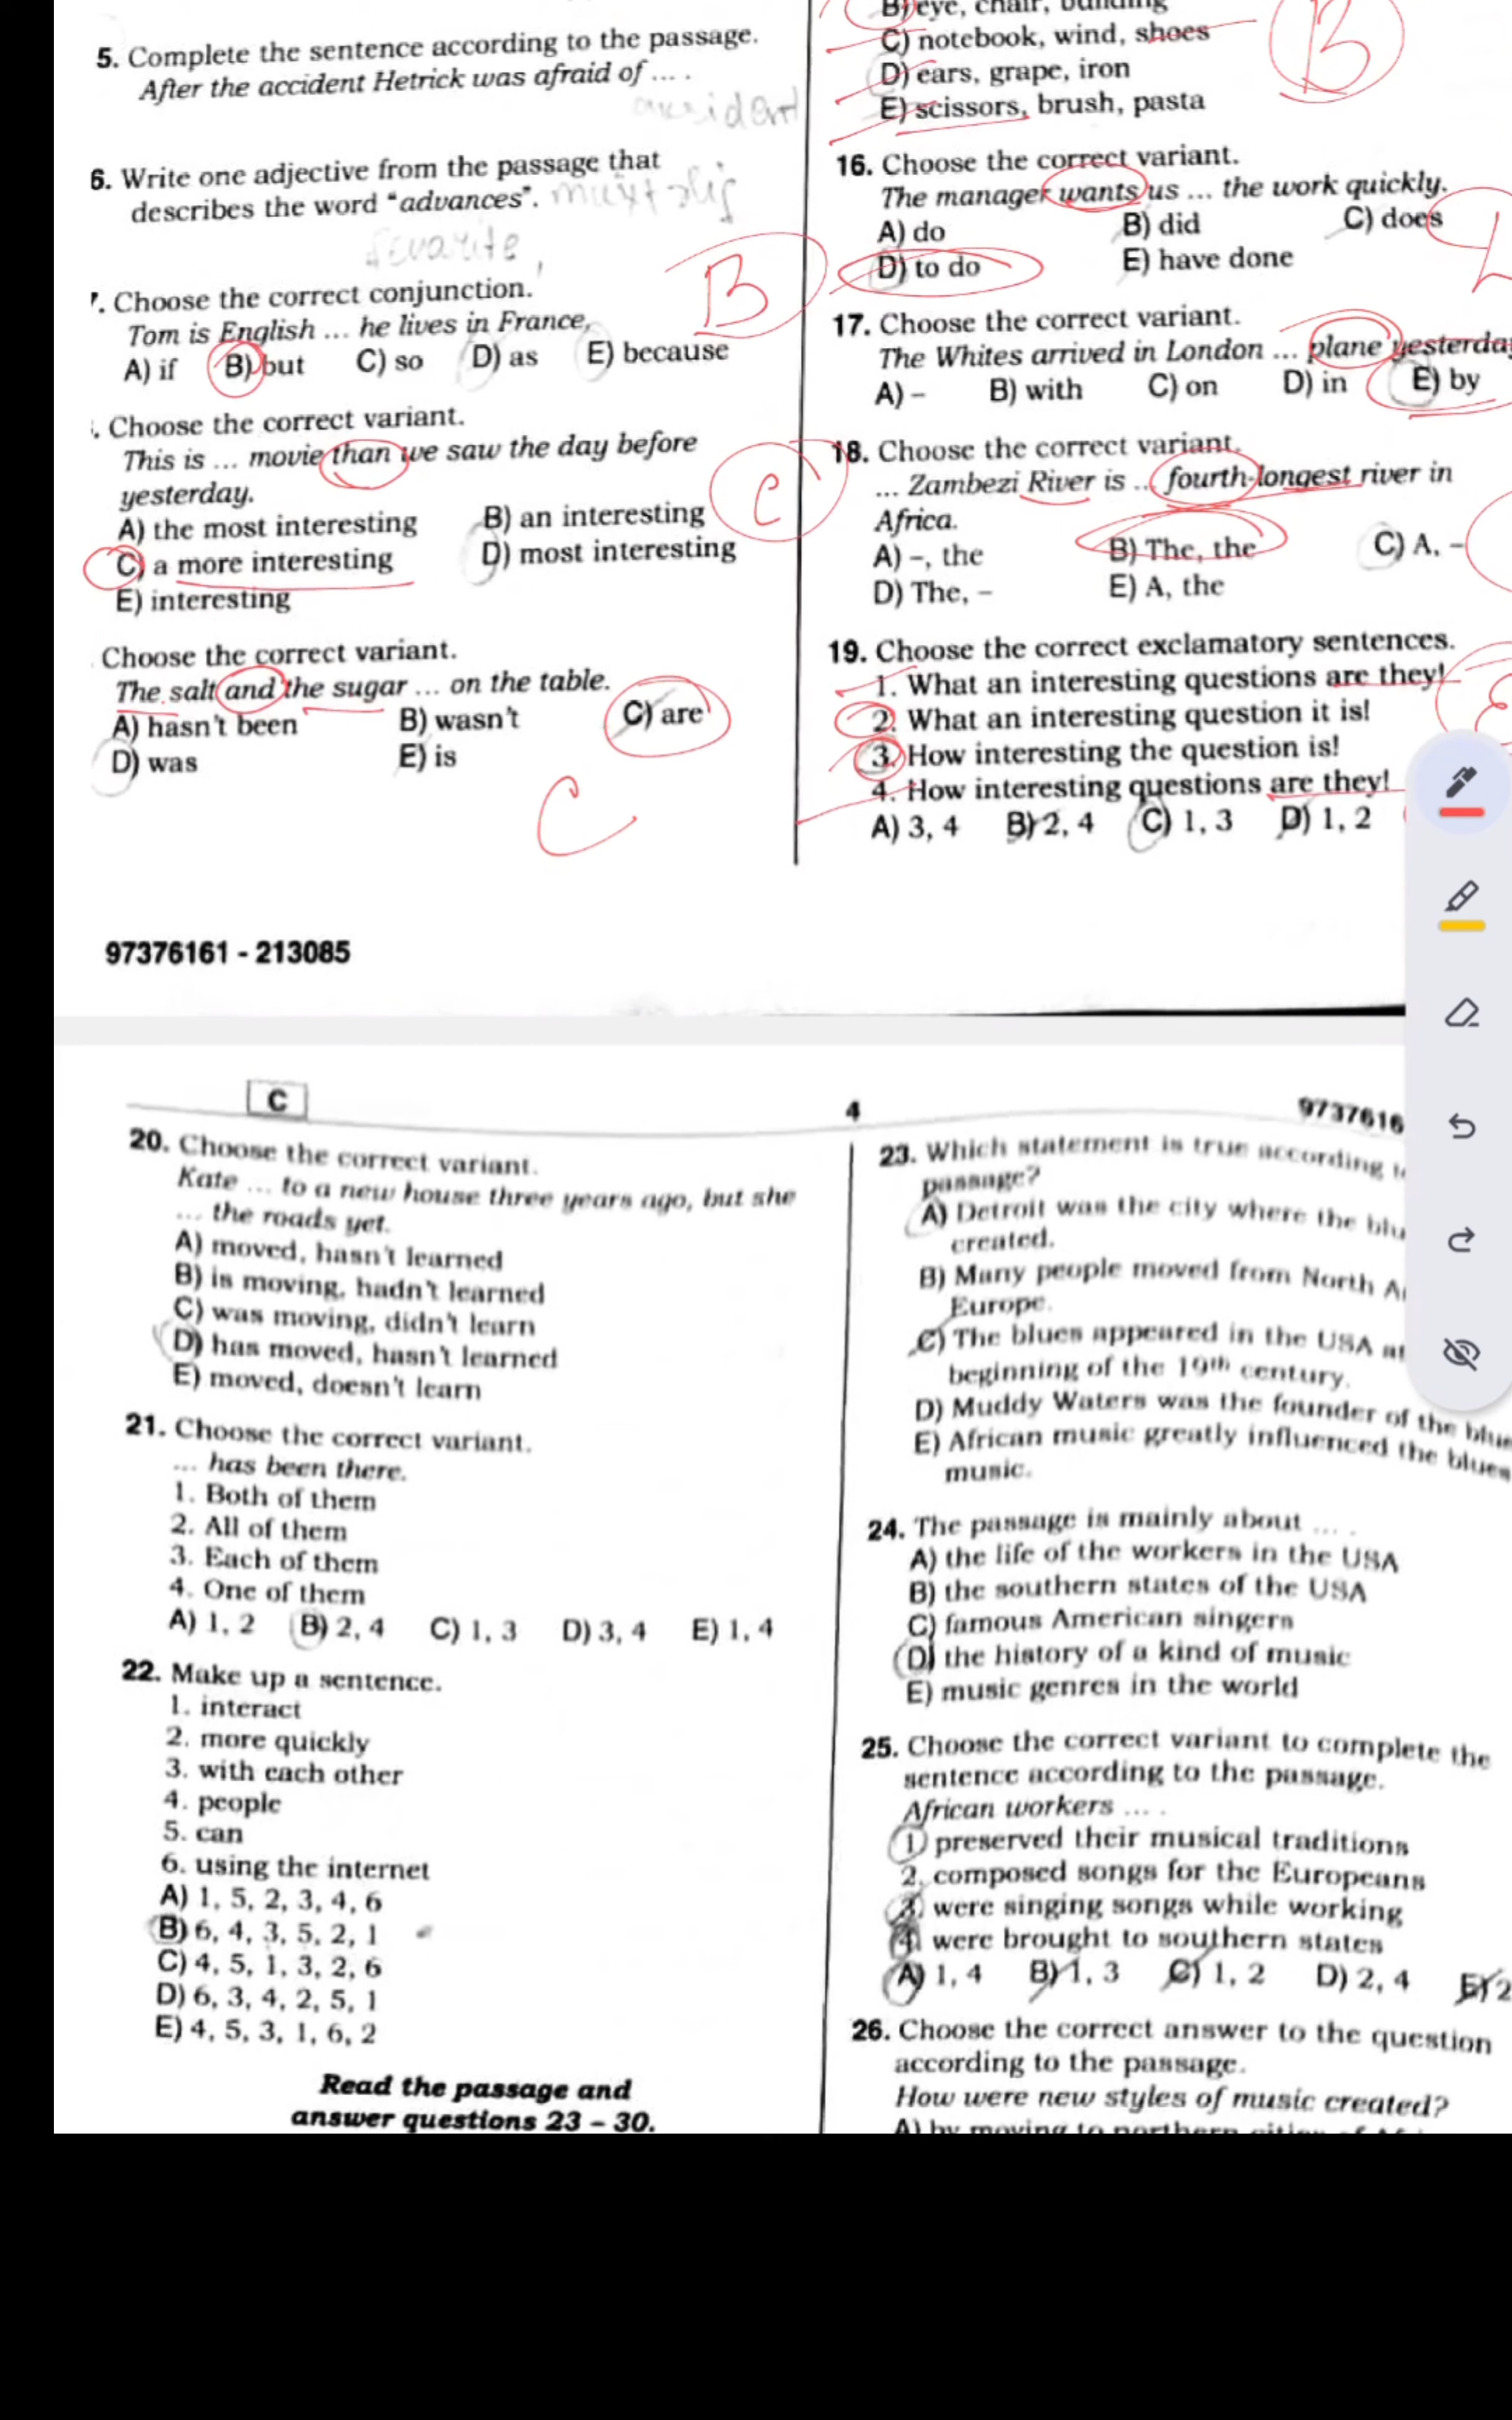 5. Complete the sentence according to the passage.
After the accident Hetrick was afraid of ... .
accident
6. Write one adjective from the passage that
describes the word "advances".
favarite,
. Choose the correct conjunction.
Tom is English ... he lives in France.
A) if B) but C) so D) as E) because
B
. Choose the correct variant.
This is ... movie than we saw the day before
yesterday.
A) the most interesting B) an interesting
C) a more interesting D) most interesting
E) interesting
C
Choose the correct variant.
The salt and the sugar ... on the table.
A) hasn't been B) wasn't C) are
D) was E) is
C
97376161 - 213085
B) eye, chair, building
C) notebook, wind, shoes
D) ears, grape, iron
E) scissors, brush, pasta
B
16. Choose the correct variant.
The manager wants us ... the work quickly.
A) do B) did C) does
D) to do E) have done
17. Choose the correct variant.
The Whites arrived in London ... plane yesterda
A) – B) with C) on D) in E) by
18. Choose the correct variant.
... Zambezi River is ... fourth-longest river in
Africa.
A) –, the B) The, the C) A, –
D) The, – E) A, the
19. Choose the correct exclamatory sentences.
1. What an interesting questions are they!
2. What an interesting question it is!
3. How interesting the question is!
4. How interesting questions are they!
A) 3, 4 B) 2, 4 C) 1, 3 D) 1, 2
C
4
9737616
20. Choose the correct variant.
Kate ... to a new house three years ago, but she
... the roads yet.
A) moved, hasn't learned
B) is moving, hadn't learned
C) was moving, didn't learn
D) has moved, hasn't learned
E) moved, doesn't learn
21. Choose the correct variant.
... has been there.
1. Both of them
2. All of them
3. Each of them
4. One of them
A) 1, 2 B) 2, 4 C) 1, 3 D) 3, 4 E) 1, 4
22. Make up a sentence.
1. interact
2. more quickly
3. with each other
4. people
5. can
6. using the internet
A) 1, 5, 2, 3, 4, 6
B) 6, 4, 3, 5, 2, 1
C) 4, 5, 1, 3, 2, 6
D) 6, 3, 4, 2, 5, 1
E) 4, 5, 3, 1, 6, 2
Read the passage and
answer questions 23 – 30.
23. Which statement is true according
passage?
A) Detroit was the city where the blu
created.
B) Many people moved from North A
Europe.
C) The blues appeared in the USA at
beginning of the 19th century.
D) Muddy Waters was the founder of the blue
E) African music greatly influenced the blues
music.
24. The passage is mainly about ... .
A) the life of the workers in the USA
B) the southern states of the USA
C) famous American singers
D) the history of a kind of music
E) music genres in the world
25. Choose the correct variant to complete the
sentence according to the passage.
African workers ... .
1. preserved their musical traditions
2. composed songs for the Europeans
3. were singing songs while working
4. were brought to southern states
A) 1, 4 B) 1, 3 C) 1, 2 D) 2, 4 E) 2
26. Choose the correct answer to the question
according to the passage.
How were new styles of music created?
A) by moving to northern